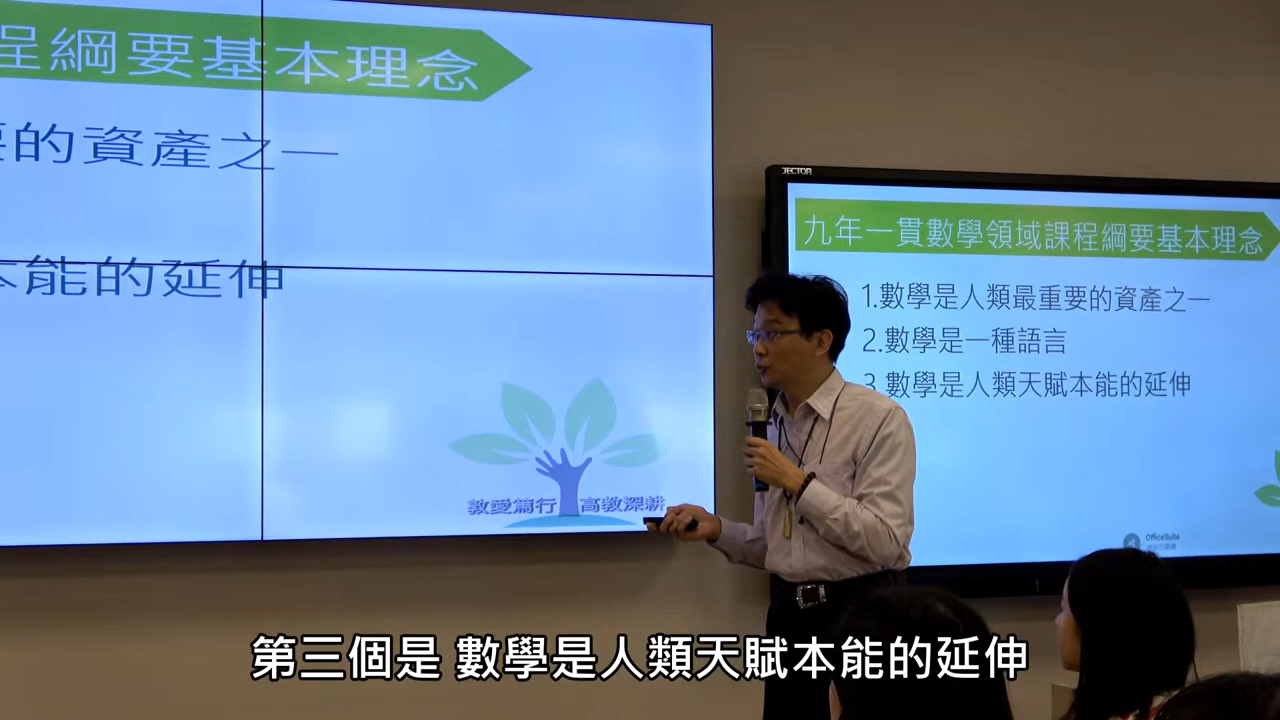 程綱要基本理念
要的資產之一
本能的延伸
教愛篤行 高教深耕
JECTOR
九年一貫數學領域課程綱要基本理念
1.數學是人類最重要的資產之一
2.數學是一種語言
3.數學是人類天賦本能的延伸
OfficeSuite
第三個是 數學是人類天賦本能的延伸